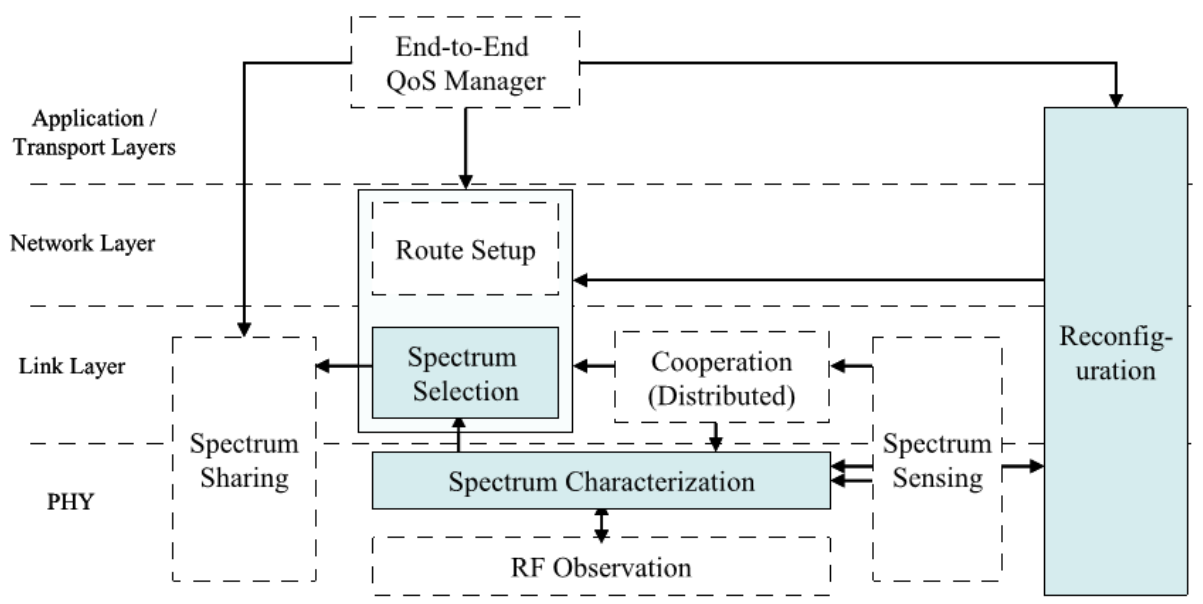 End-to-End
QoS Manager
Application /
Transport Layers
Network Layer
Route Setup
Link Layer
Spectrum
Selection
Cooperation
(Distributed)
Reconfig-
uration
Spectrum
Sharing
Spectrum
Sensing
PHY
Spectrum Characterization
RF Observation